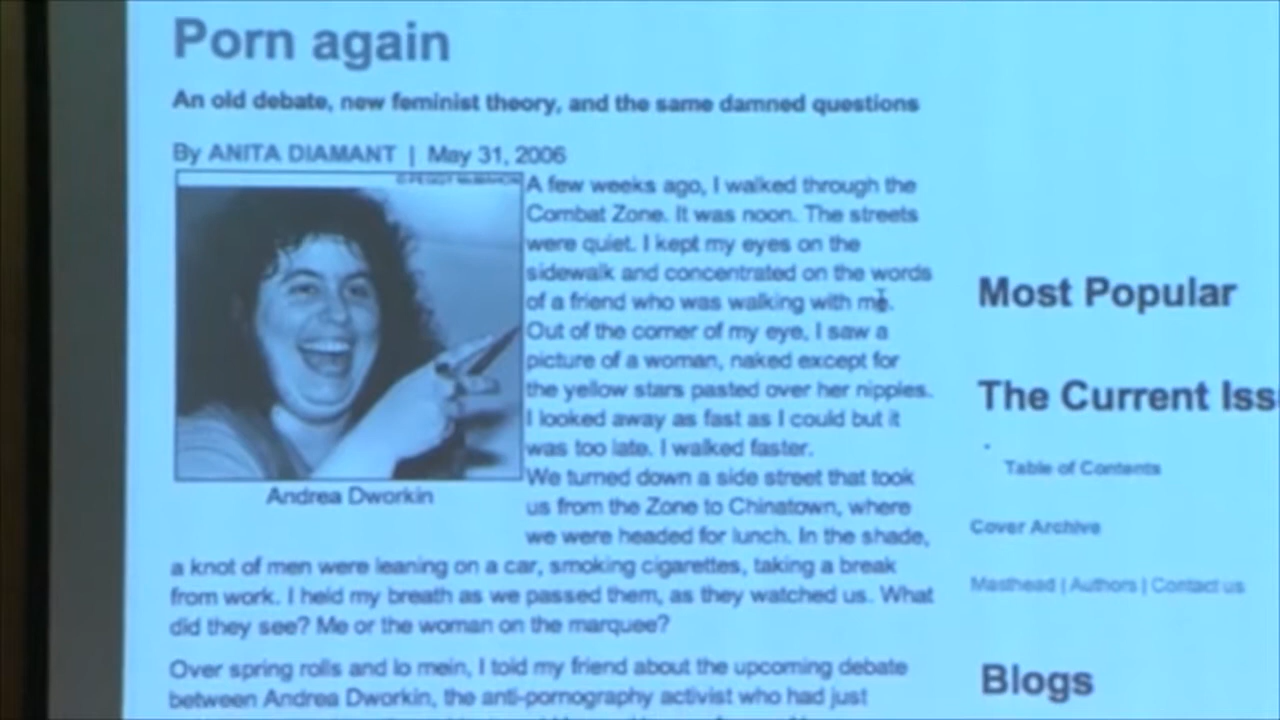 Porn again
An old debate, new feminist theory, and the same damned questions
By ANITA DIAMANT | May 31, 2006
A few weeks ago, I walked through the
Combat Zone. It was noon. The streets
were quiet. I kept my eyes on the
sidewalk and concentrated on the words
of a friend who was walking with me.
Out of the corner of my eye, I saw a
picture of a woman, naked except for
the yellow stars pasted over her nipples.
I looked away as fast as I could but it
was too late. I walked faster.
We turned down a side street that took
us from the Zone to Chinatown, where
we were headed for lunch. In the shade,
a knot of men were leaning on a car, smoking cigarettes, taking a break
from work. I held my breath as we passed them, as they watched us. What
did they see? Me or the woman on the marquee?
Over spring rolls and lo mein, I told my friend about the upcoming debate
between Andrea Dworkin, the anti-pornography activist who had just
Andrea Dworkin
Most Popular
The Current Iss
Table of Contents
Cover Archive
Masthead | Authors | Contact us
Blogs